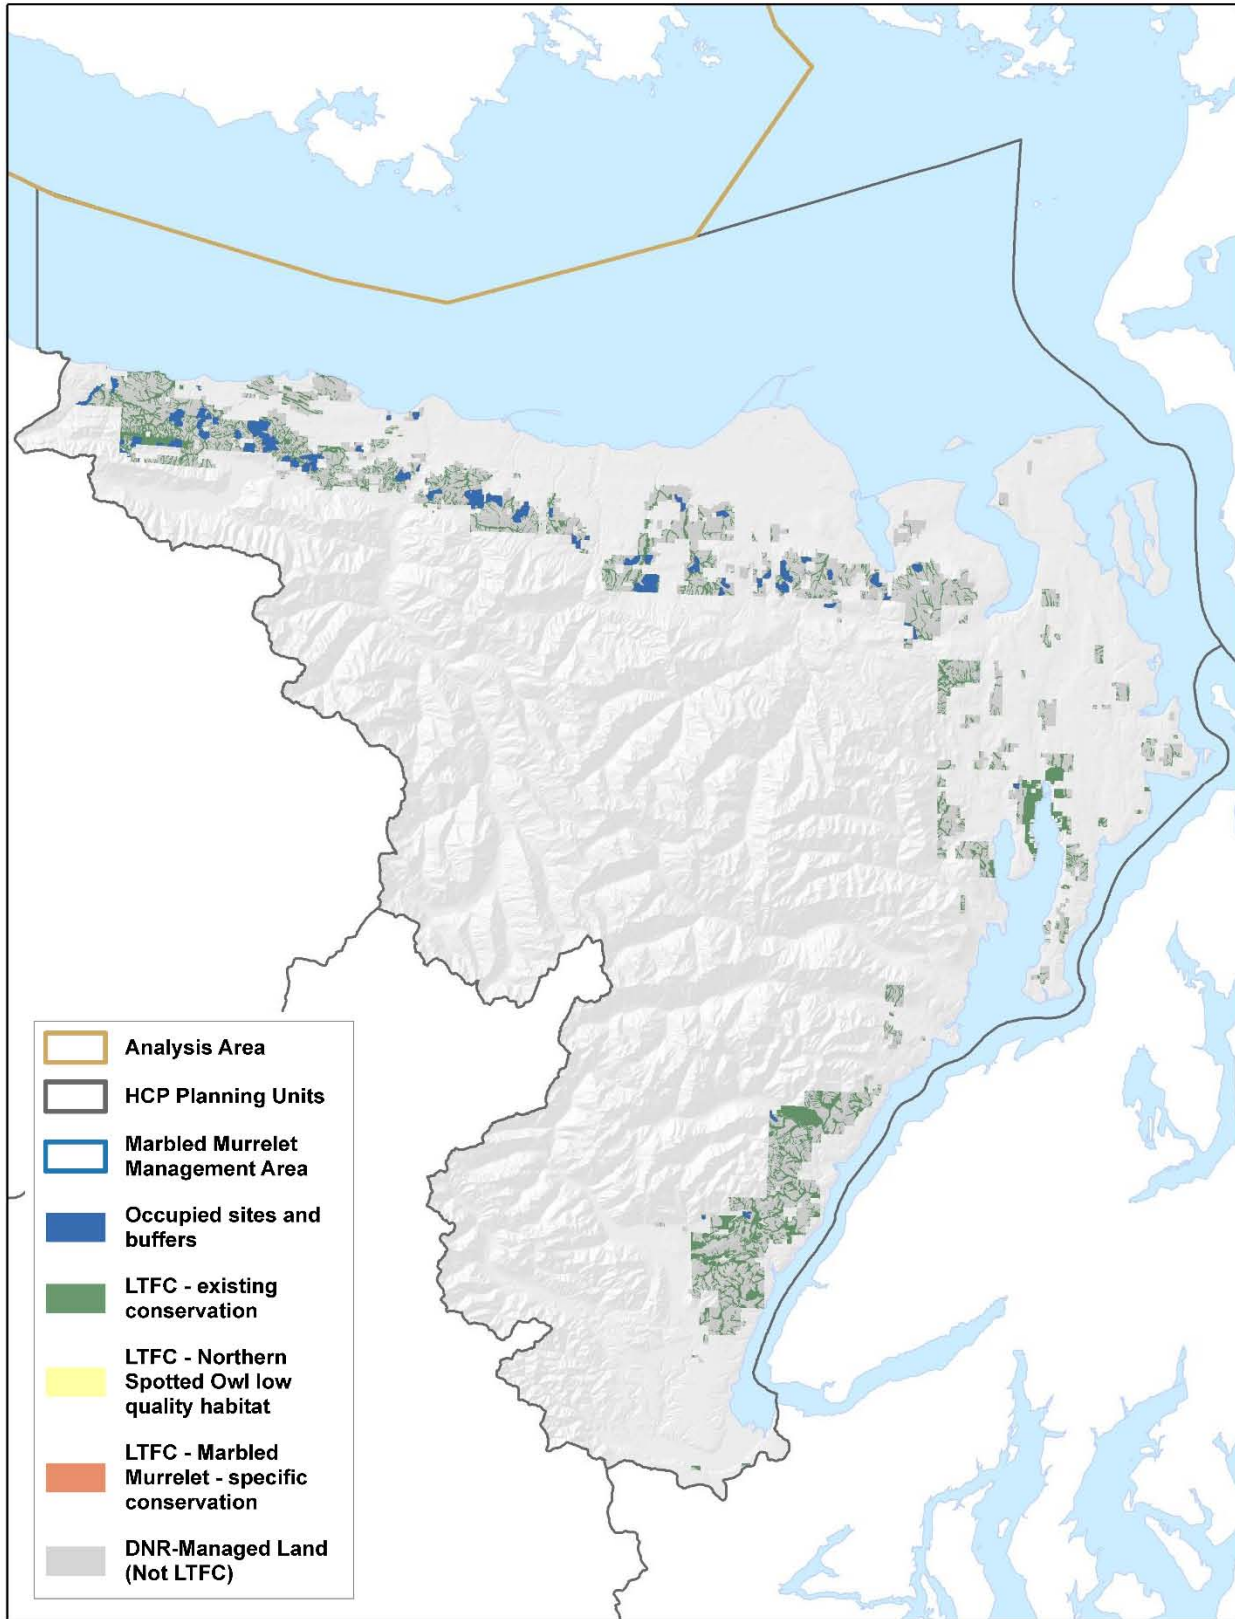 Analysis Area
HCP Planning Units
Marbled Murrelet
Management Area
Occupied sites and
buffers
LTFC - existing
conservation
LTFC - Northern
Spotted Owl low
quality habitat
LTFC - Marbled
Murrelet - specific
conservation
DNR-Managed Land
(Not LTFC)